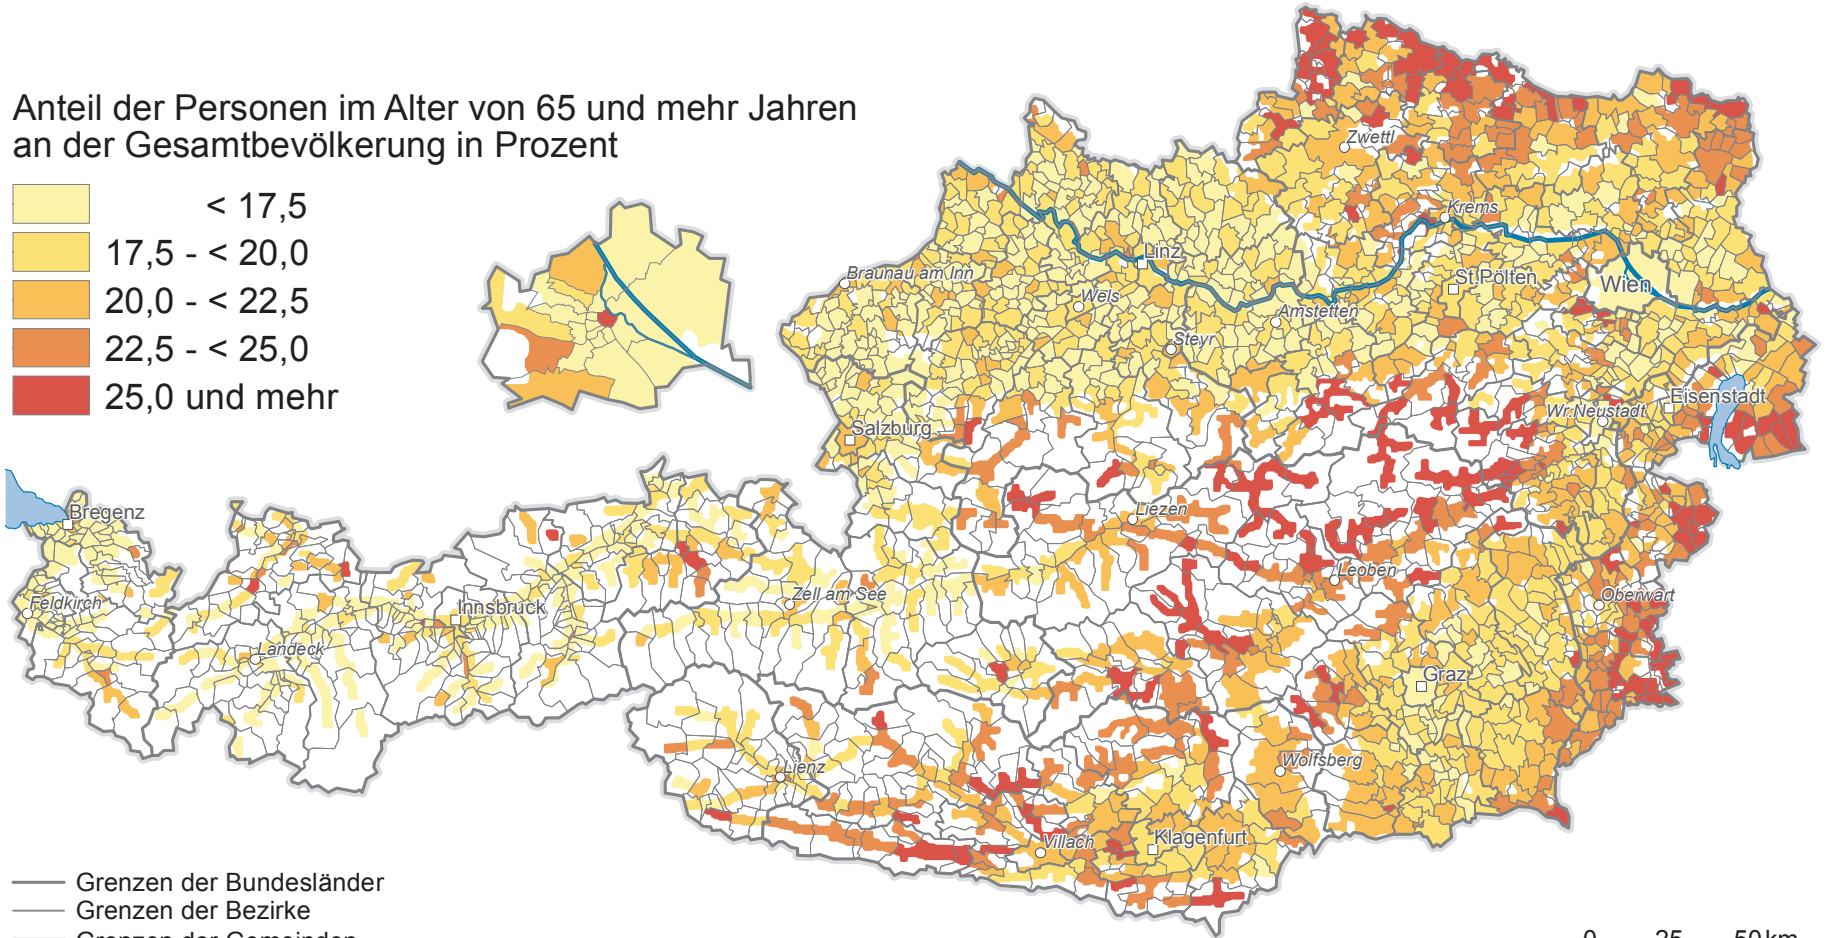 Anteil der Personen im Alter von 65 und mehr Jahren
an der Gesamtbevölkerung in Prozent
< 17,5
17,5 - < 20,0
20,0 - < 22,5
22,5 - < 25,0
25,0 und mehr
Zwettl
Krems
Linz
Braunau am Inn
St.Pölten
Wien
Wels
Amstetten
Steyr
Eisenstadt
Wr.Neustadt
Salzburg
Bregenz
Liezen
Leoben
Feldkirch
Innsbruck
Zell am See
Oberwart
Landeck
Graz
Lienz
Wolfsberg
Villach
Klagenfurt
Grenzen der Bundesländer
Grenzen der Bezirke
Grenzen der Gemeinden
0 25 50 km